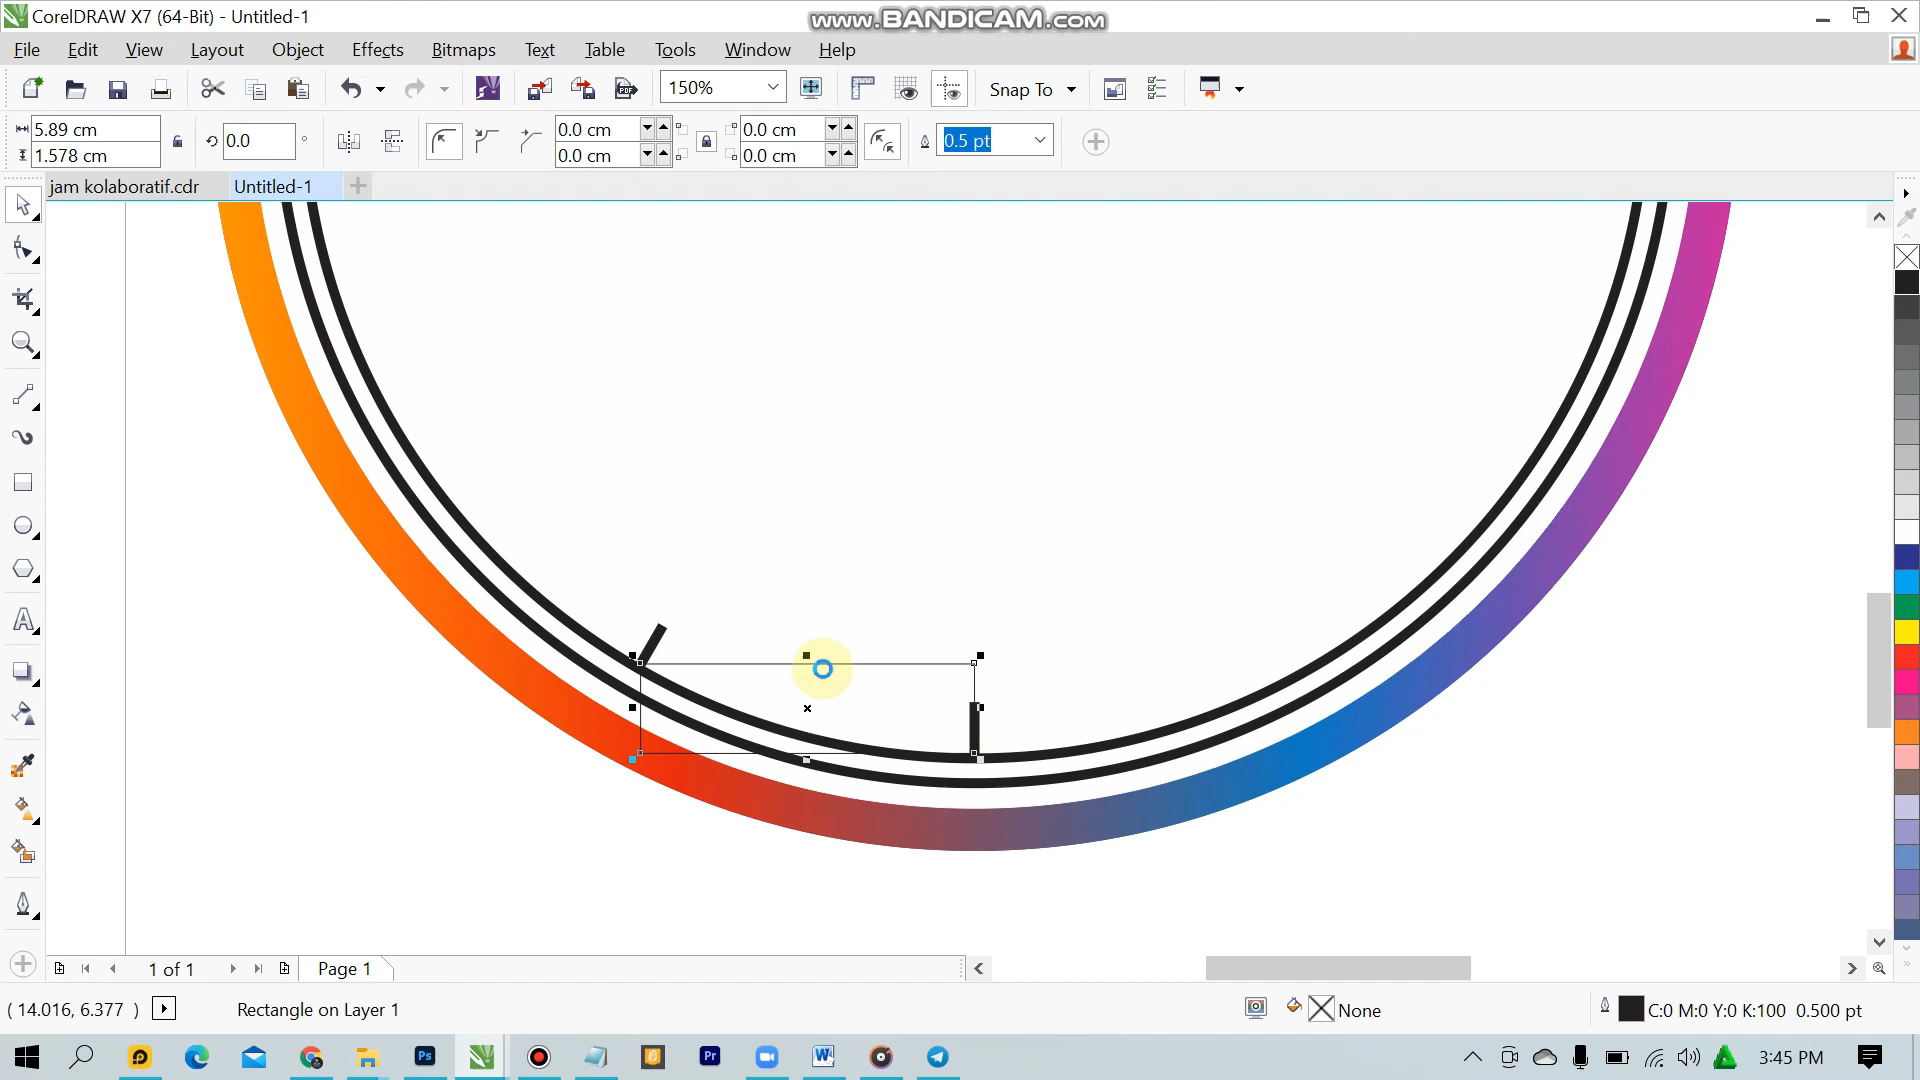 CorelDRAW X7 (64-Bit) - Untitled-1
www.BANDICAM.com
File Edit View Layout Object Effects Bitmaps Text Table Tools Window Help
PDF 150% Snap To
5.89 cm 0.0 ° 0.0 cm 0.0 cm 0.5 pt
1.578 cm 0.0 cm 0.0 cm
jam kolaboratif.cdr Untitled-1
1 of 1 Page 1
( 14.016, 6.377 ) Rectangle on Layer 1 None C:0 M:0 Y:0 K:100 0.500 pt
Ps Pr 3:45 PM